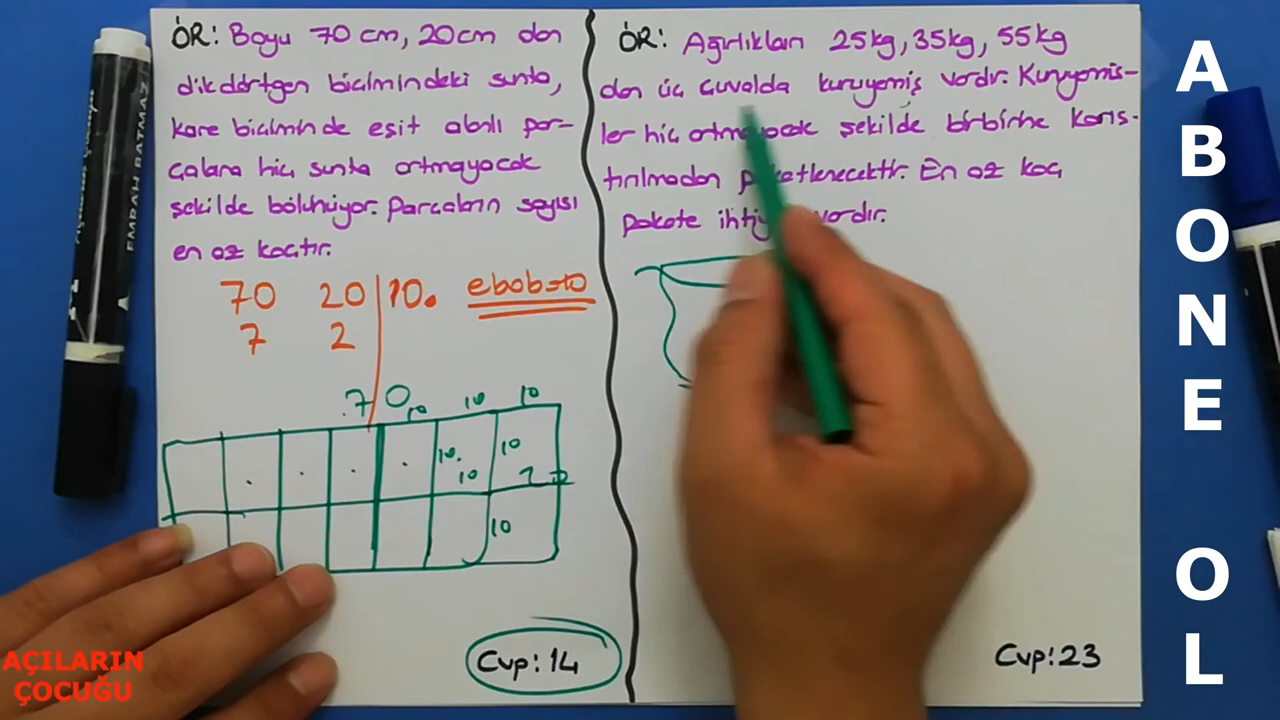 ÖR: Boyu 70 cm, 20cm olan
dikdörtgen biçimindeki sunta,
kare biçiminde eşit alanlı par-
çalara hiç sunta artmayacak
şekilde bölünüyor. Parçaların sayısı
en az kaçtır.
70 20 10. ebob
7 2
70
10 10 10
10. 10
10
10
Cvp: 14
ÖR: Ağırlıkları 25kg, 35kg, 55kg
olan üç çuvalda kuruyemiş vardır. Kuruyemiş-
ler hiç artmayacak şekilde birbirine karış-
tırılmadan paketlenecektir. En az kaç
pakete vardır.
Cvp: 23
ABONE
OL
AÇILARIN
ÇOCUĞU
EMRAH BATMAZ